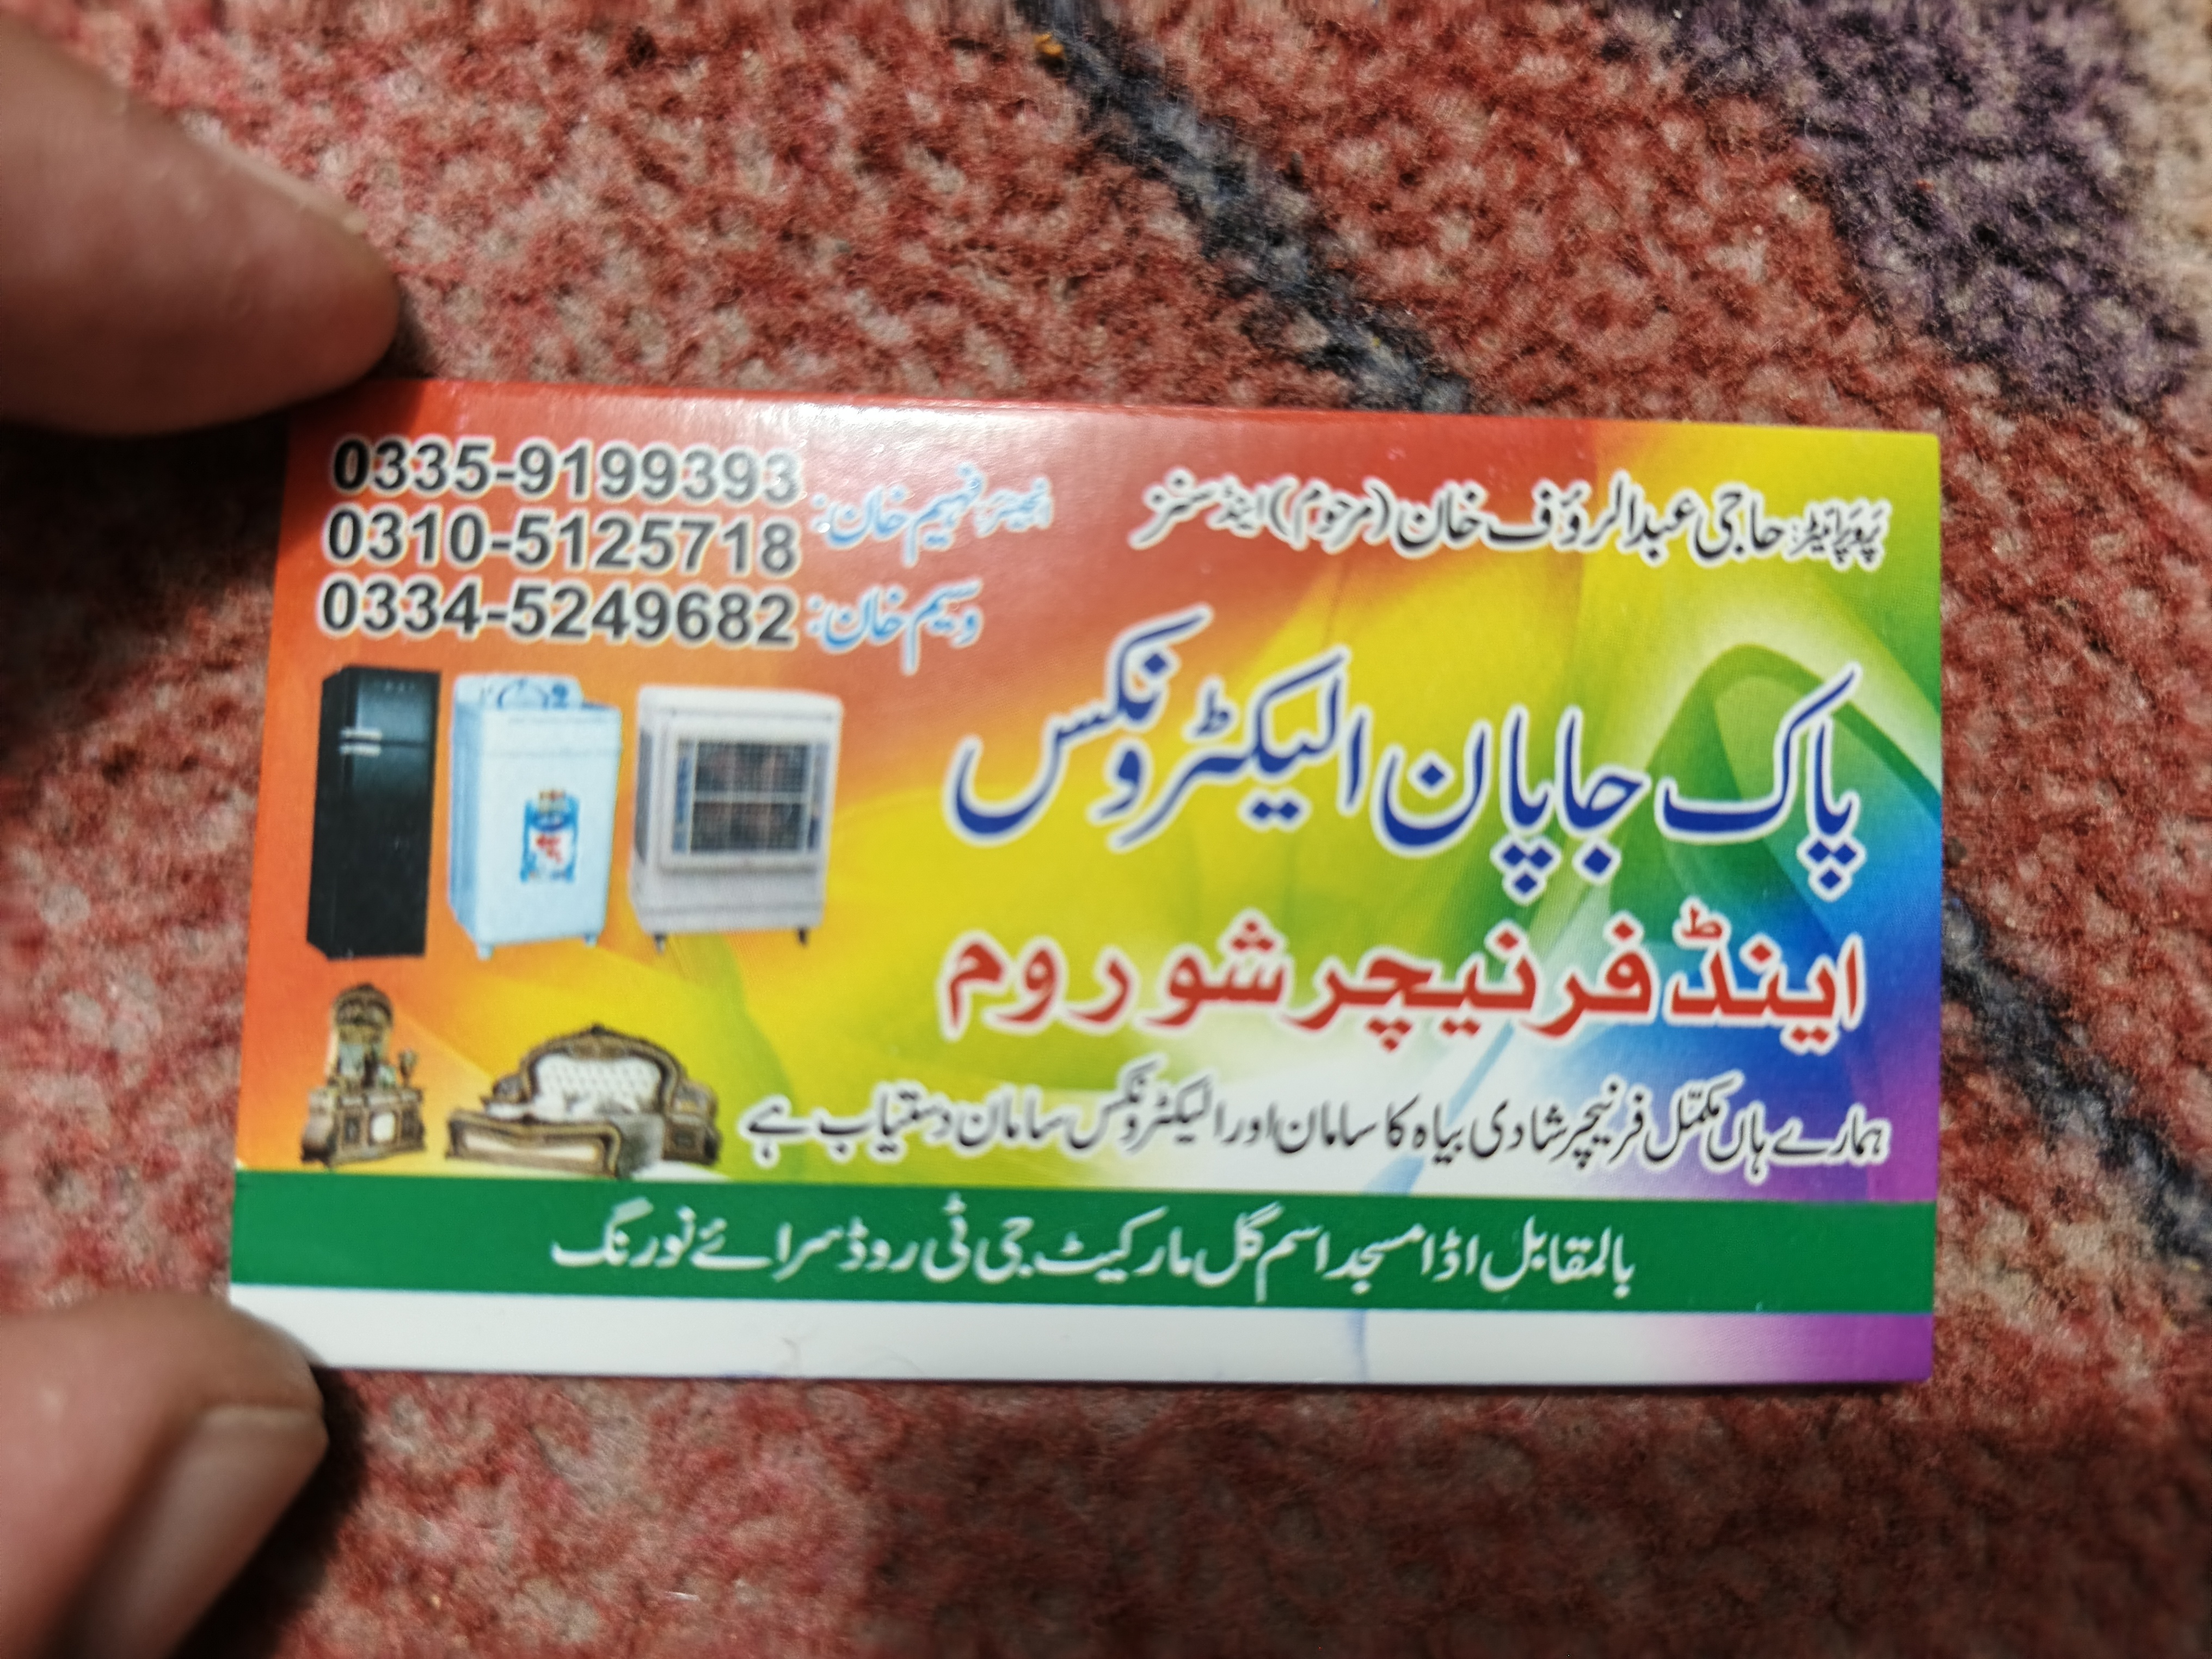 پروپرائیٹر: حاجی عبدالرؤف خان (مرحوم) اینڈ سنز
انجینئر فہیم خان: 0335-9199393
0310-5125718
وسیم خان: 0334-5249682
پاک جاپان الیکٹرونکس
اینڈ فرنیچر شو روم
ہمارے ہاں مکمّل فرنیچر شادی بیاہ کا سامان اور الیکٹرونکس سامان دستیاب ہے
بالمقابل اڈا مسجد اسم گل مارکیٹ جی ٹی روڈ سرائے نورنگ